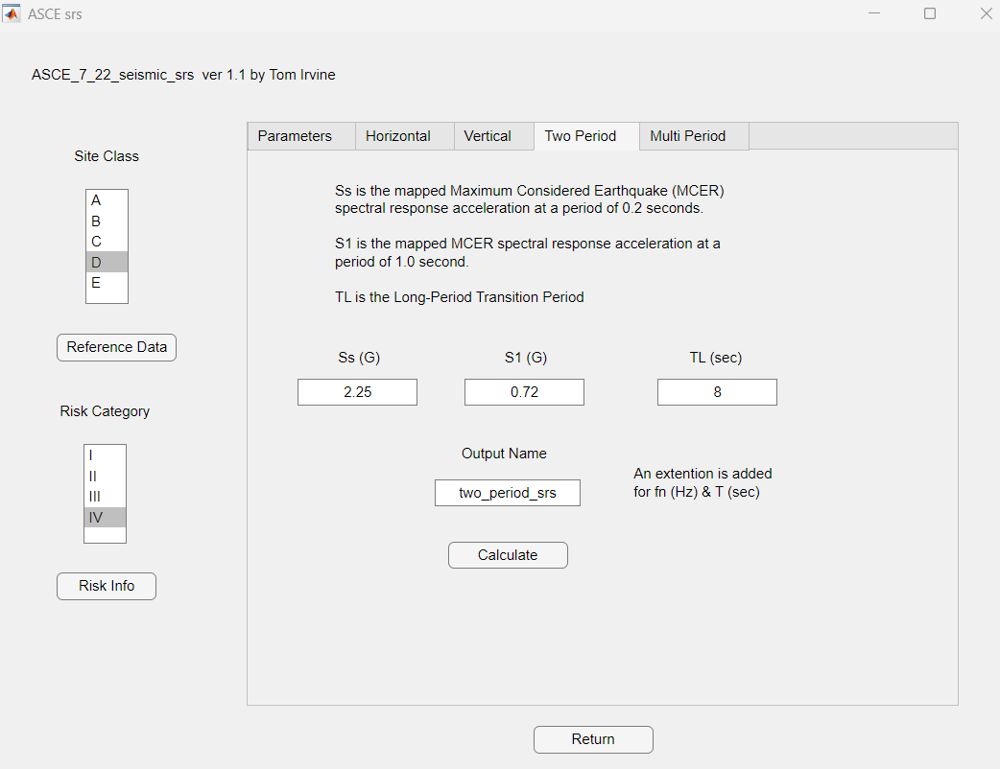 ASCE srs
ASCE_7_22_seismic_srs  ver 1.1 by Tom Irvine
Site Class
A
B
C
D
E
Reference Data
Risk Category
I
II
III
IV
Risk Info
Parameters
Horizontal
Vertical
Two Period
Multi Period
Ss is the mapped Maximum Considered Earthquake (MCER)
spectral response acceleration at a period of 0.2 seconds.
S1 is the mapped MCER spectral response acceleration at a
period of 1.0 second.
TL is the Long-Period Transition Period
Ss (G)
S1 (G)
TL (sec)
2.25
0.72
8
Output Name
two_period_srs
An extention is added
for fn (Hz) & T (sec)
Calculate
Return